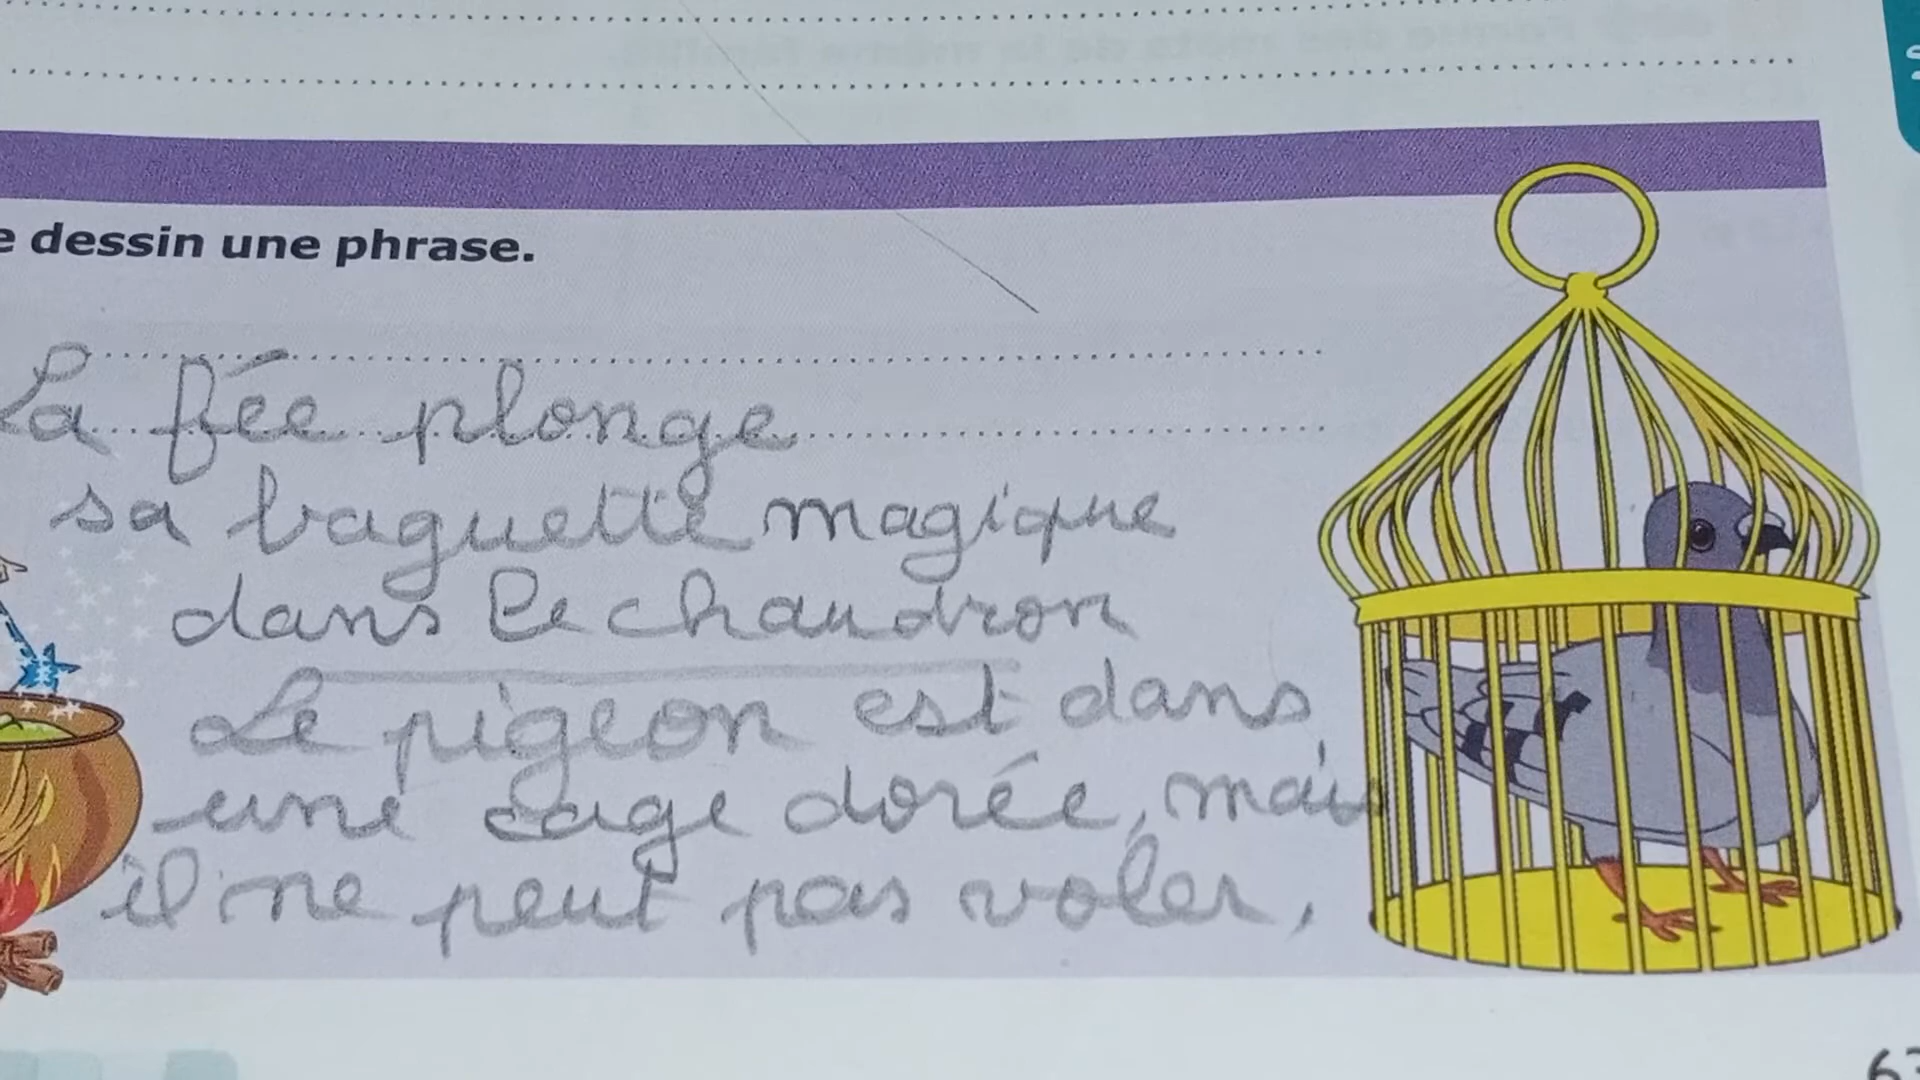 e dessin une phrase.
La fée plonge
sa baguette magique
dans le chaudron
Le pigeon est dans
une cage dorée, mais
il ne peut pas voler,